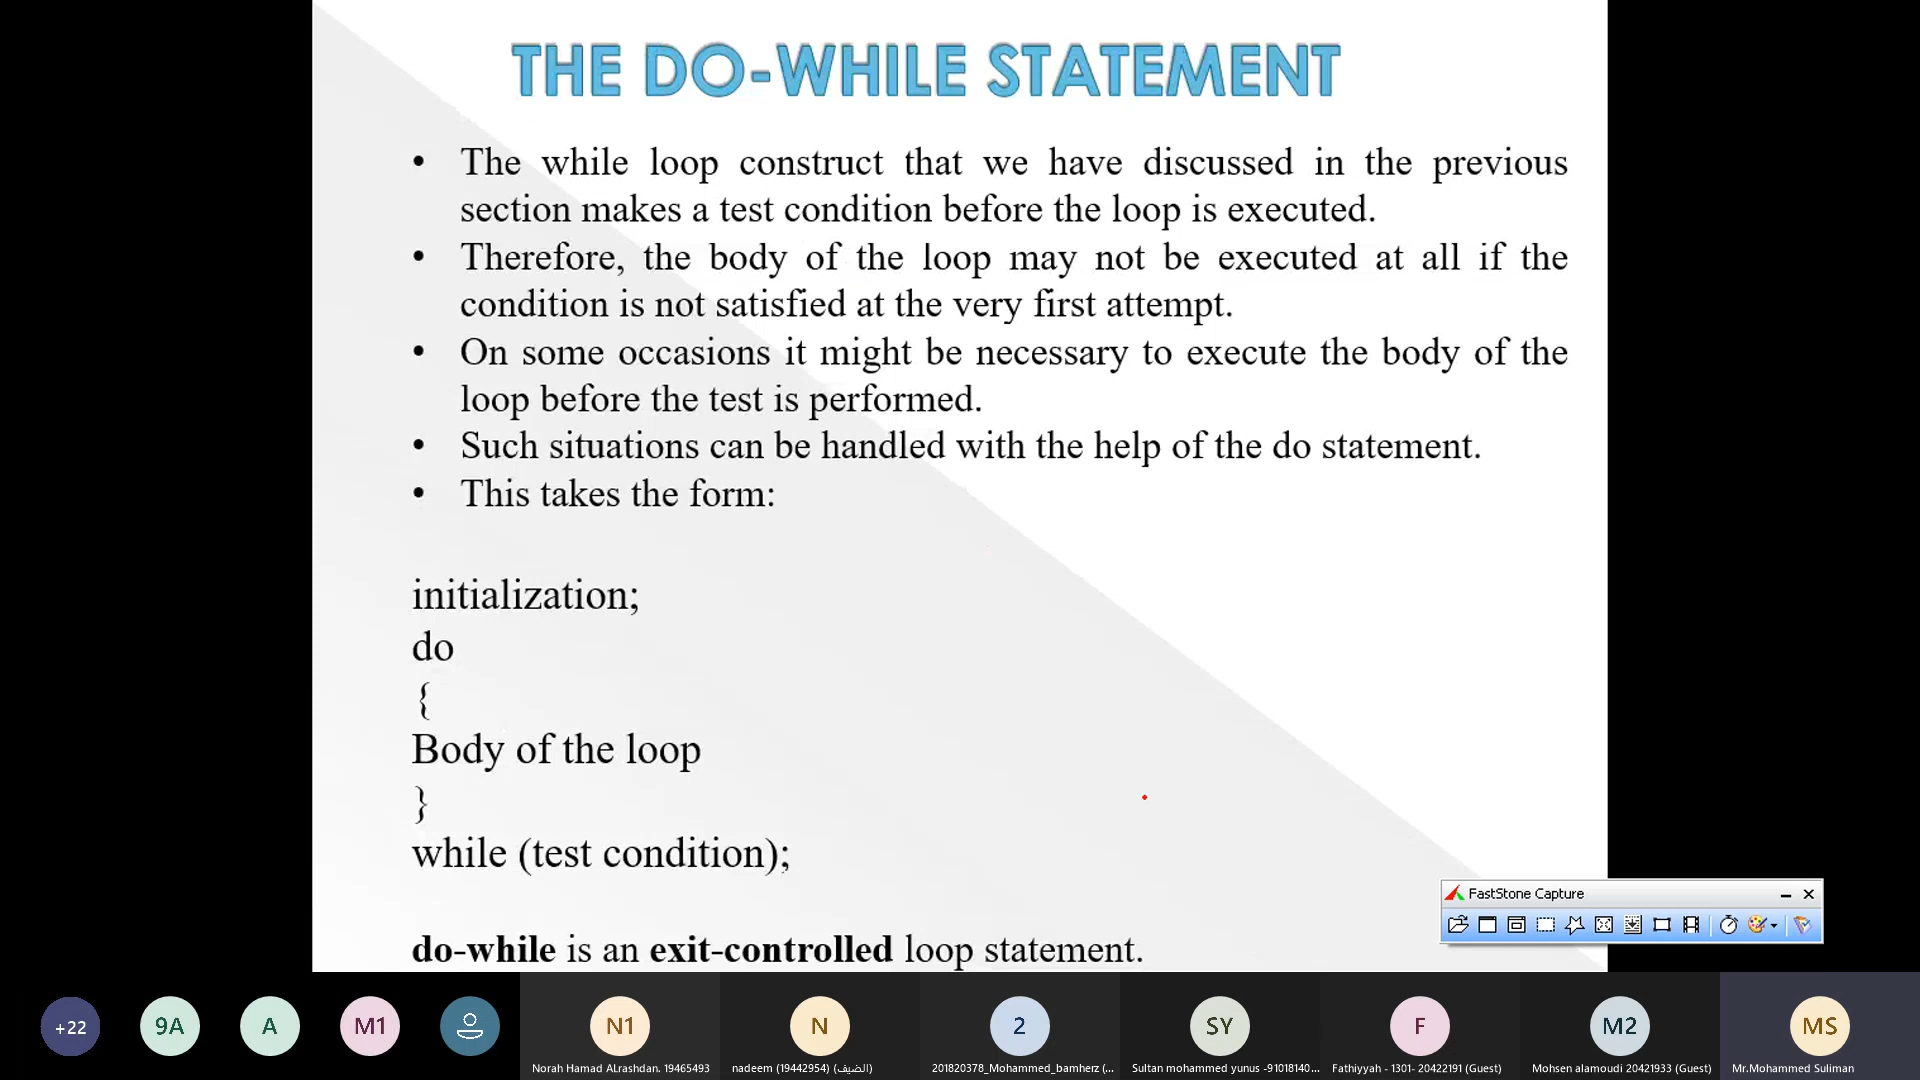 THE DO-WHILE STATEMENT
• The while loop construct that we have discussed in the previous
section makes a test condition before the loop is executed.
• Therefore, the body of the loop may not be executed at all if the
condition is not satisfied at the very first attempt.
• On some occasions it might be necessary to execute the body of the
loop before the test is performed.
• Such situations can be handled with the help of the do statement.
• This takes the form:
initialization;
do
{
Body of the loop
}
while (test condition);
do-while is an exit-controlled loop statement.
FastStone Capture
+22
9A
A
M1
N1
N
2
SY
F
M2
MS
Norah Hamad ALrashdan. 19465493
nadeem (19442954) (الضيف)
201820378_Mohammed_bamherz (...
Sultan mohammed yunus -91018140...
Fathiyyah - 1301- 20422191 (Guest)
Mohsen alamoudi 20421933 (Guest)
Mr.Mohammed Suliman